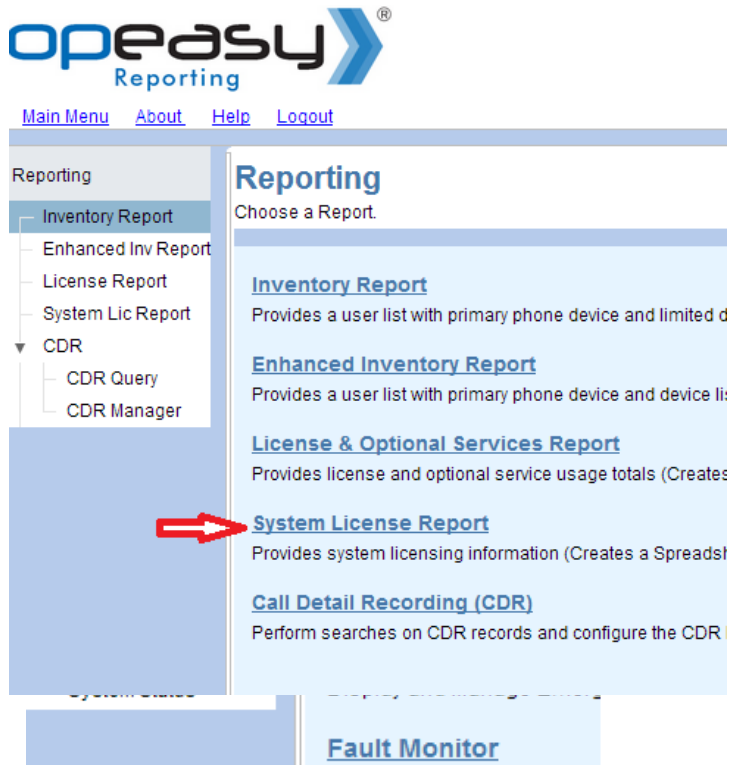 opeasy®
Reporting
Main Menu About Help Logout
Reporting
Inventory Report
Enhanced Inv Report
License Report
System Lic Report
CDR
CDR Query
CDR Manager
Reporting
Choose a Report.
Inventory Report
Provides a user list with primary phone device and limited d
Enhanced Inventory Report
Provides a user list with primary phone device and device li
License & Optional Services Report
Provides license and optional service usage totals (Creates
System License Report
Provides system licensing information (Creates a Spreads
Call Detail Recording (CDR)
Perform searches on CDR records and configure the CDR
Fault Monitor